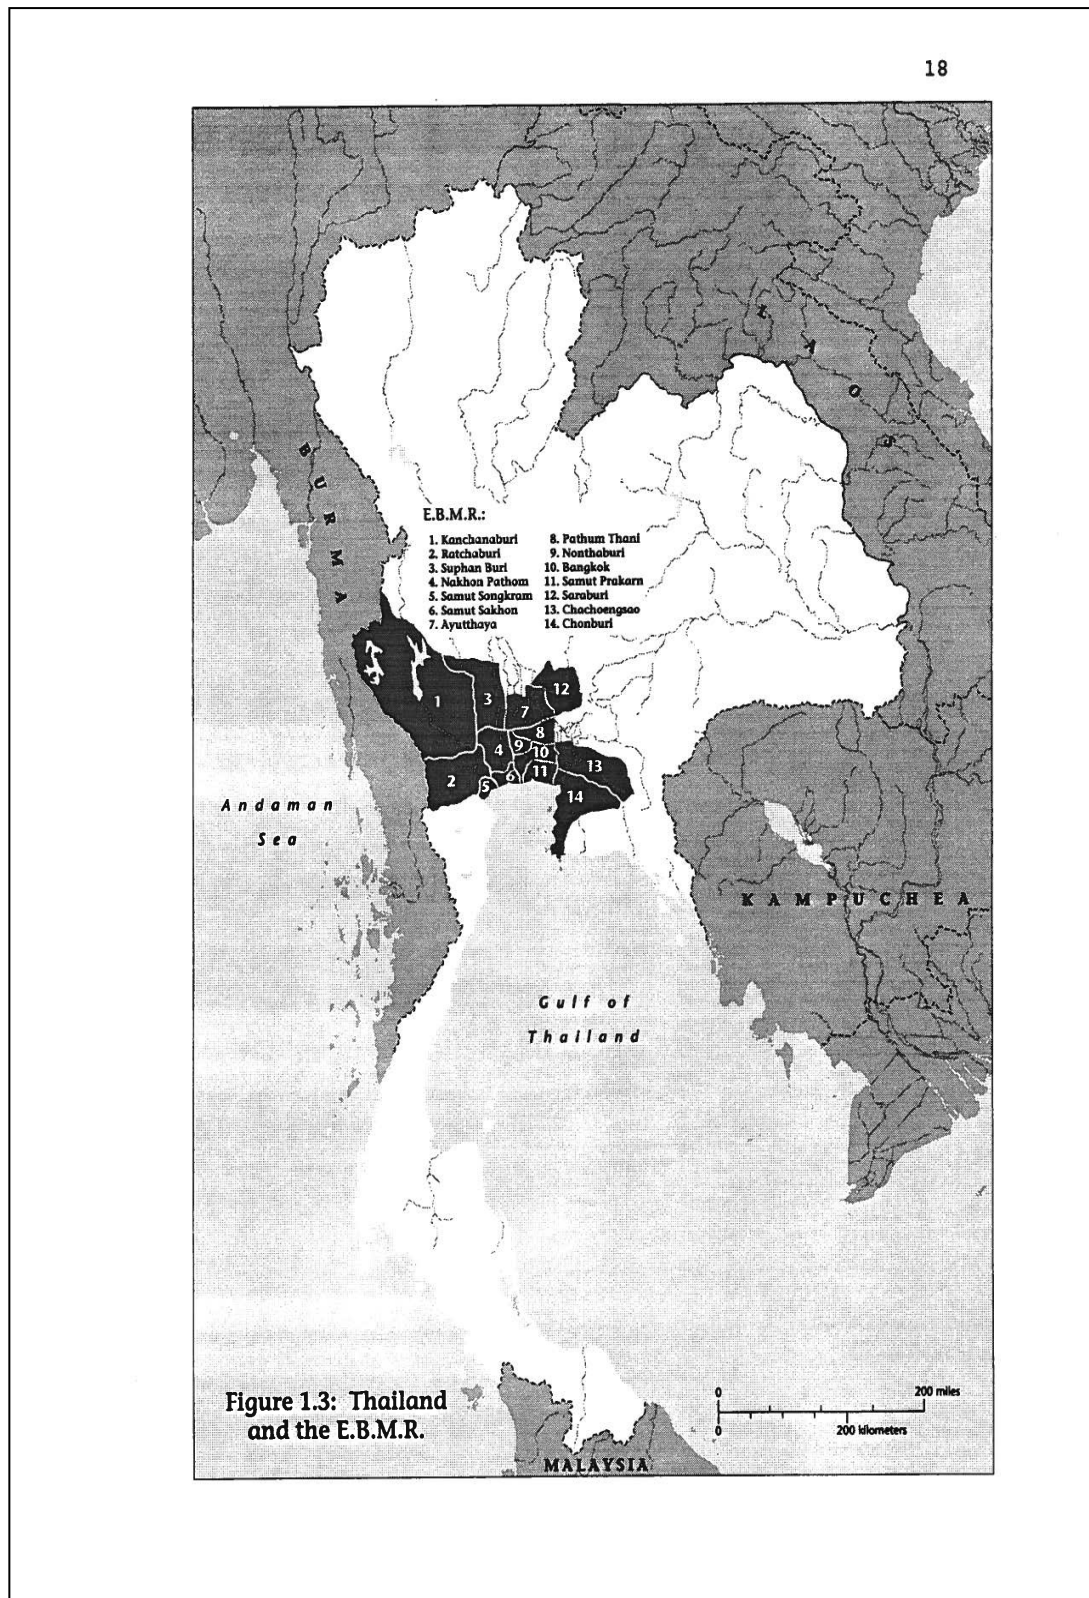 18
LAOS
BURMA
E.B.M.R.:
1. Kanchanaburi
2. Ratchaburi
3. Suphan Buri
4. Nakhon Pathom
5. Samut Songkram
6. Samut Sakhon
7. Ayutthaya
8. Pathum Thani
9. Nonthaburi
10. Bangkok
11. Samut Prakarn
12. Saraburi
13. Chachoengsao
14. Chonburi
12
1
3
7
8
4
9
10
13
2
5
6
11
14
Andaman
Sea
KAMPUCHEA
Gulf of
Thailand
Figure 1.3: Thailand
and the E.B.M.R.
0 200 miles
0 200 kilometers
MALAYSIA